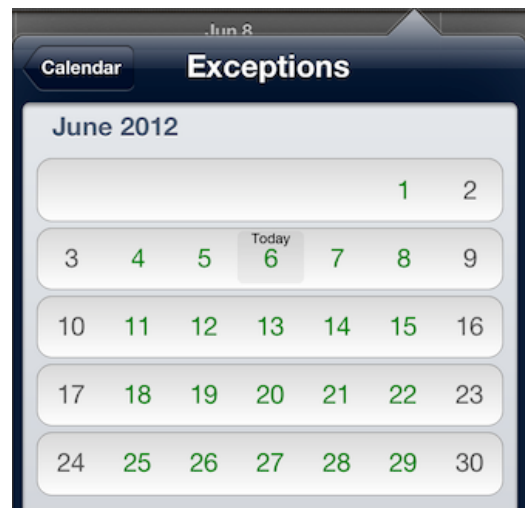 Jun 8
Calendar
Exceptions
June 2012
1 2
Today
3 4 5 6 7 8 9
10 11 12 13 14 15 16
17 18 19 20 21 22 23
24 25 26 27 28 29 30